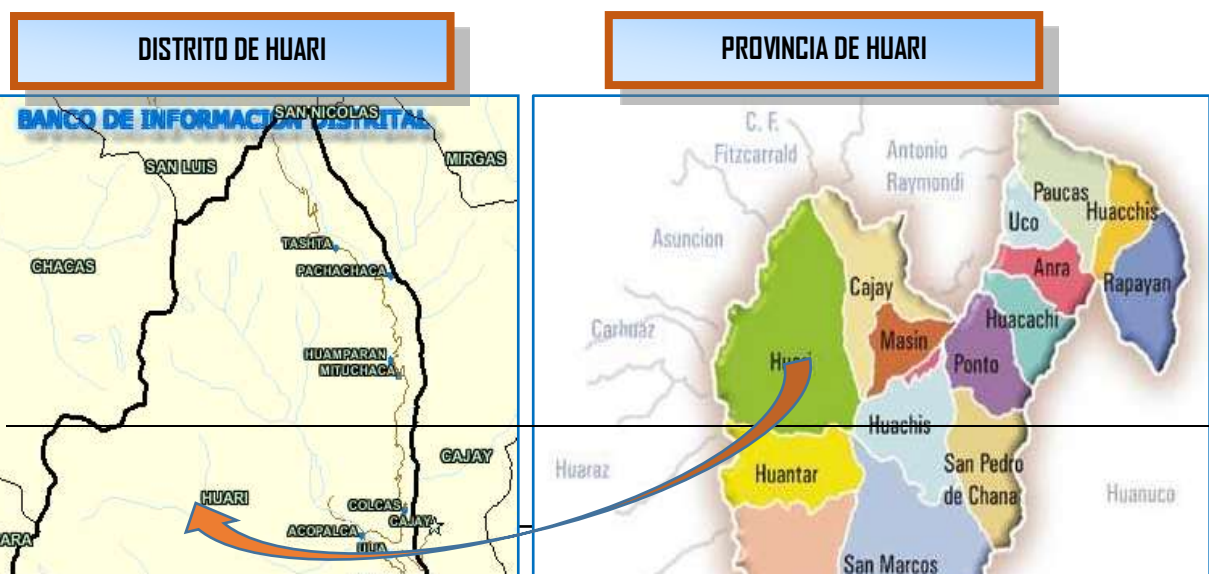 DISTRITO DE HUARI
PROVINCIA DE HUARI
BANCO DE INFORMACION DISTRITAL
SAN NICOLAS
SAN LUIS
MIRGAS
TASHTA
CHACAS
PACHACHACA
HUAMPARAN
MITUCHACA
CAJAY
HUARI
COLCAS
CAJAY
ACOPALCA
ARA
C. F.
Fitzcarrald
Antonio
Raymondi
Asuncion
Carhuaz
Huaraz
Huanuco
Paucas
Huacchis
Uco
Anra
Rapayan
Cajay
Huacachi
Masin
Huari
Ponto
Huachis
Huantar
San Pedro
de Chana
San Marcos